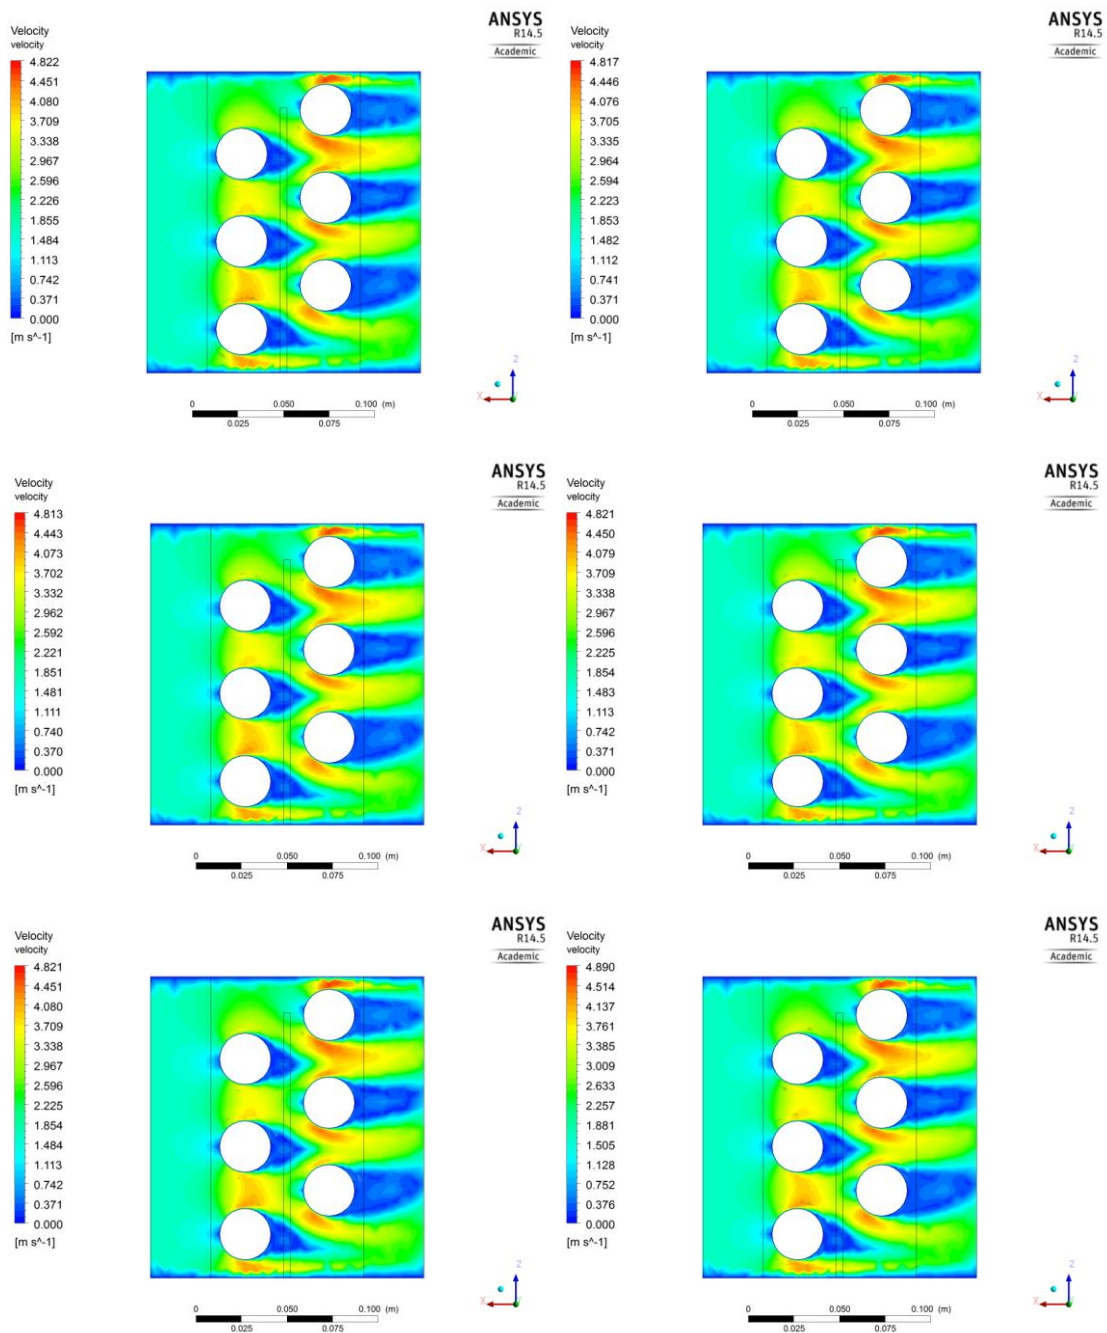 Velocity
velocity
4.822
4.451
4.080
3.709
3.338
2.967
2.596
2.226
1.855
1.484
1.113
0.742
0.371
0.000
[m s^-1]
ANSYS
R14.5
Academic
0 0.050 0.100 (m)
0.025 0.075
X Z
Velocity
velocity
4.817
4.446
4.076
3.705
3.335
2.964
2.594
2.223
1.853
1.482
1.112
0.741
0.371
0.000
[m s^-1]
ANSYS
R14.5
Academic
0 0.050 0.100 (m)
0.025 0.075
X Z
Velocity
velocity
4.813
4.443
4.073
3.702
3.332
2.962
2.592
2.221
1.851
1.481
1.111
0.740
0.370
0.000
[m s^-1]
ANSYS
R14.5
Academic
0 0.050 0.100 (m)
0.025 0.075
X Z
Velocity
velocity
4.821
4.450
4.079
3.709
3.338
2.967
2.596
2.225
1.854
1.483
1.113
0.742
0.371
0.000
[m s^-1]
ANSYS
R14.5
Academic
0 0.050 0.100 (m)
0.025 0.075
X Z
Velocity
velocity
4.821
4.451
4.080
3.709
3.338
2.967
2.596
2.225
1.854
1.484
1.113
0.742
0.371
0.000
[m s^-1]
ANSYS
R14.5
Academic
0 0.050 0.100 (m)
0.025 0.075
X Z
Velocity
velocity
4.890
4.514
4.137
3.761
3.385
3.009
2.633
2.257
1.881
1.505
1.128
0.752
0.376
0.000
[m s^-1]
ANSYS
R14.5
Academic
0 0.050 0.100 (m)
0.025 0.075
X Z